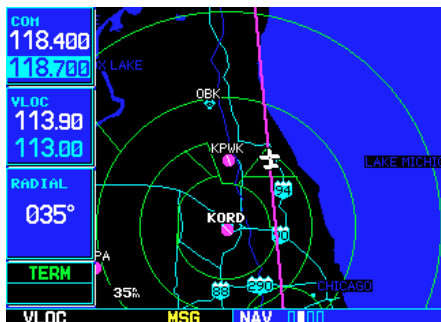 COM
118.400
118.700
X LAKE
VLOC
113.90
113.00
OBK
KPWK
LAKE MICHI
RADIAL
035°
94
KORD
90
PA
TERM
35
88
290
CHICAGO
VLOC
MSG
NAV